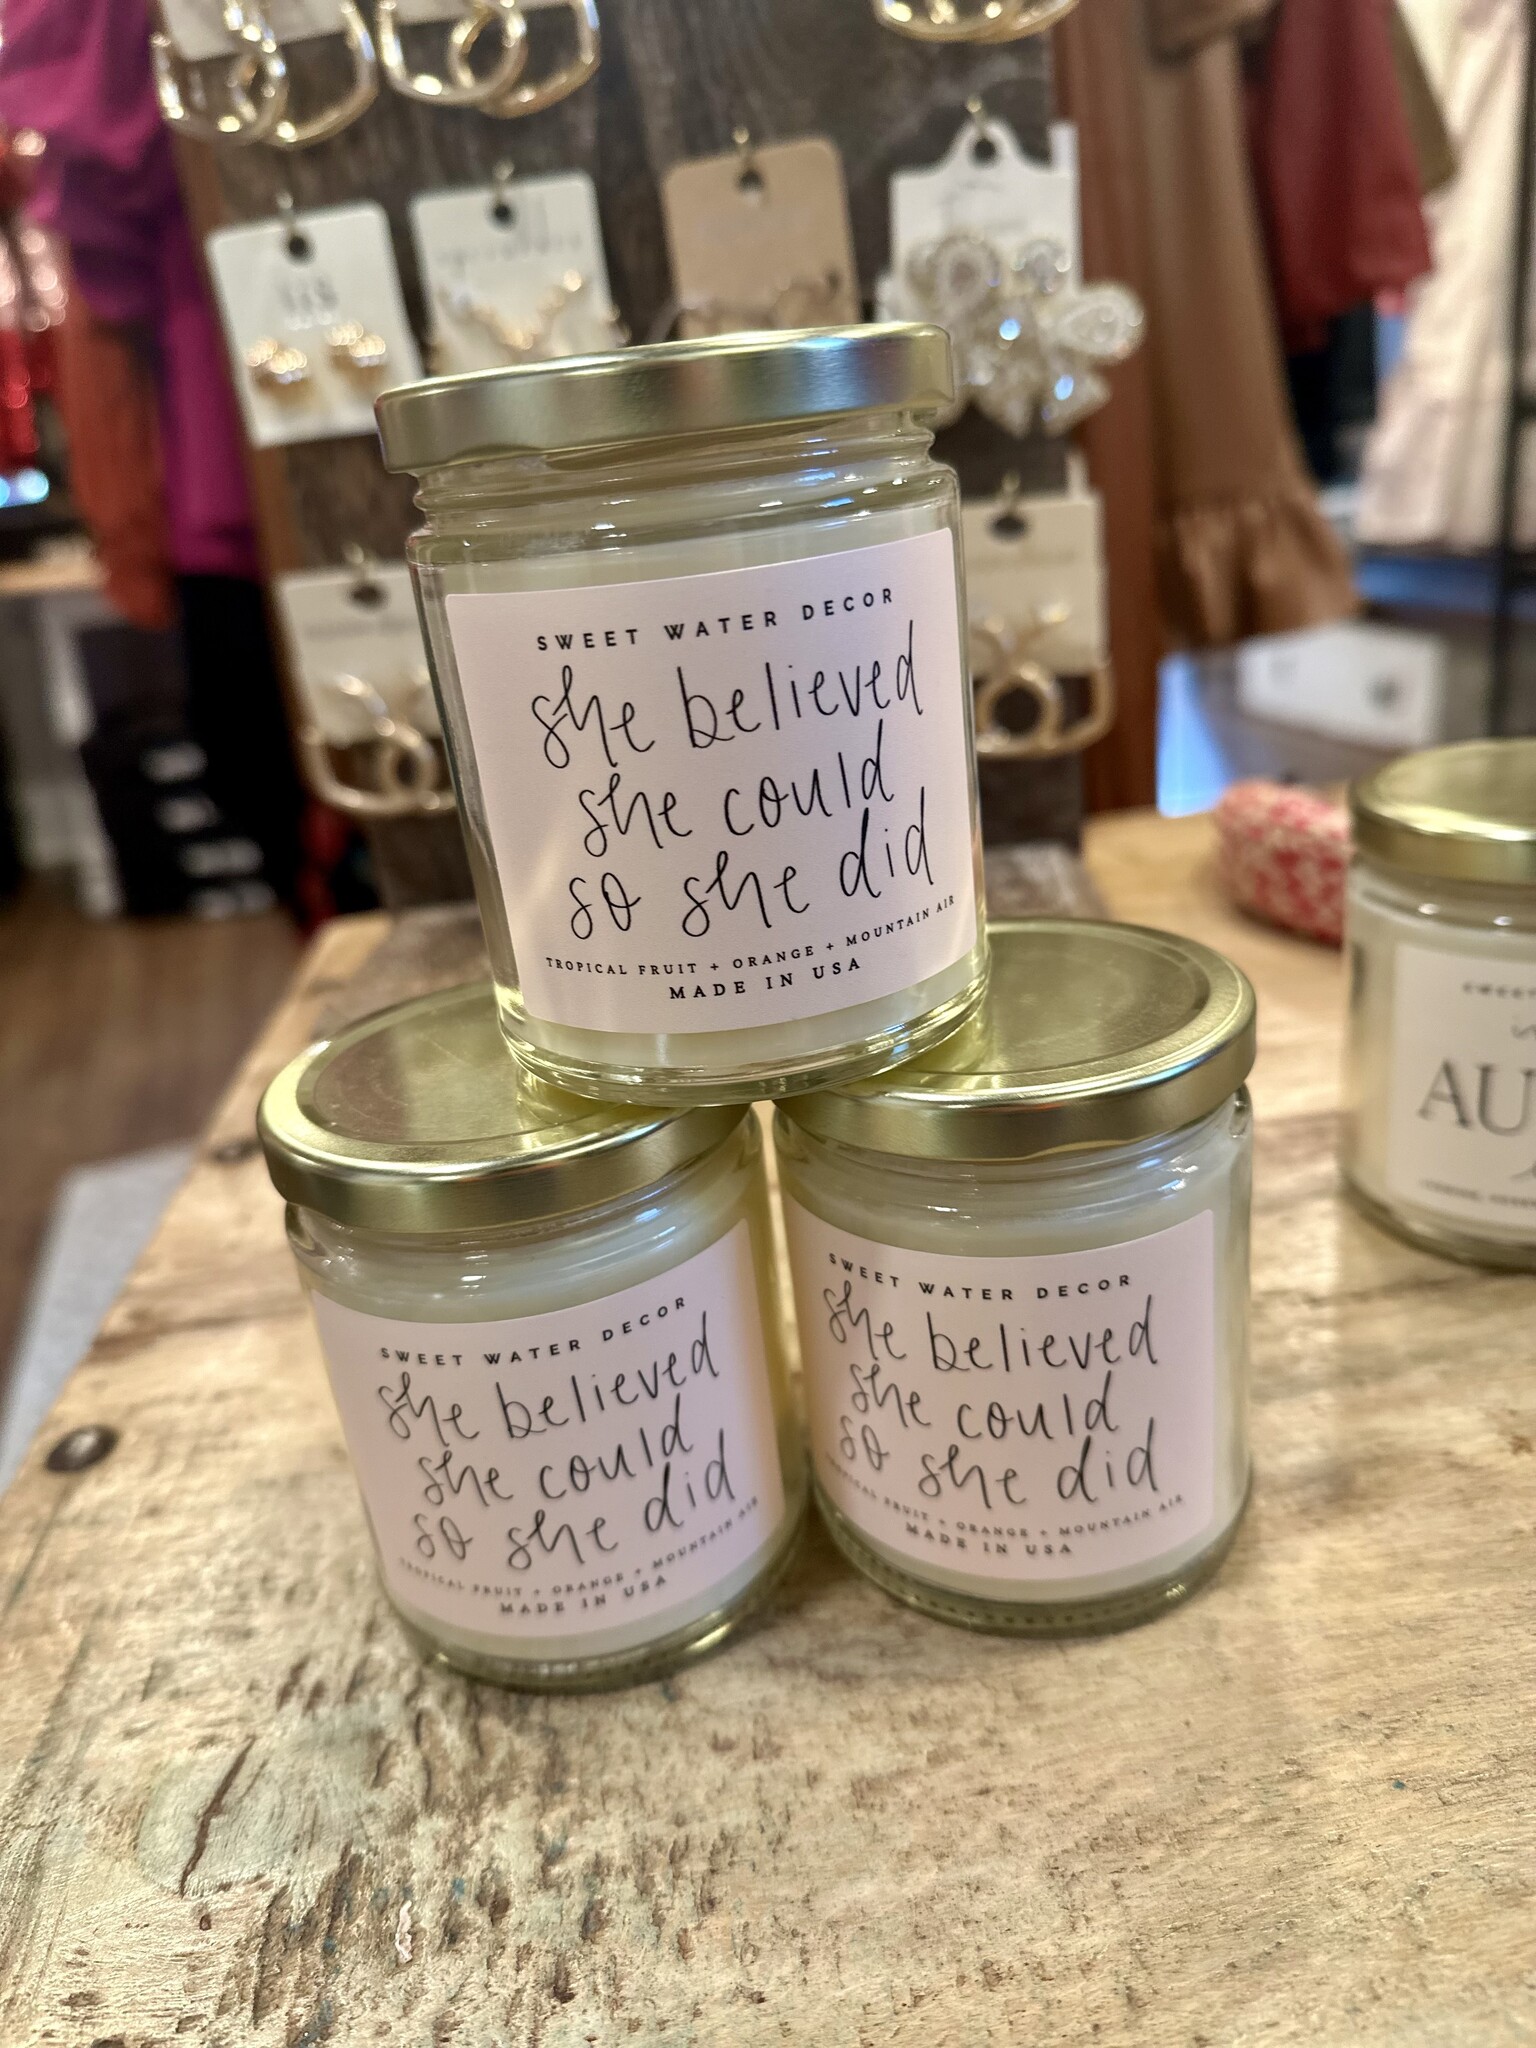 SWEET WATER DECOR
she believed
she could
so she did
TROPICAL FRUIT + ORANGE + MOUNTAIN AIR
MADE IN USA
SWEET WATER DECOR
she believed
she could
so she did
TROPICAL FRUIT + ORANGE + MOUNTAIN AIR
MADE IN USA
SWEET WATER DECOR
she believed
she could
so she did
TROPICAL FRUIT + ORANGE + MOUNTAIN AIR
MADE IN USA
AU